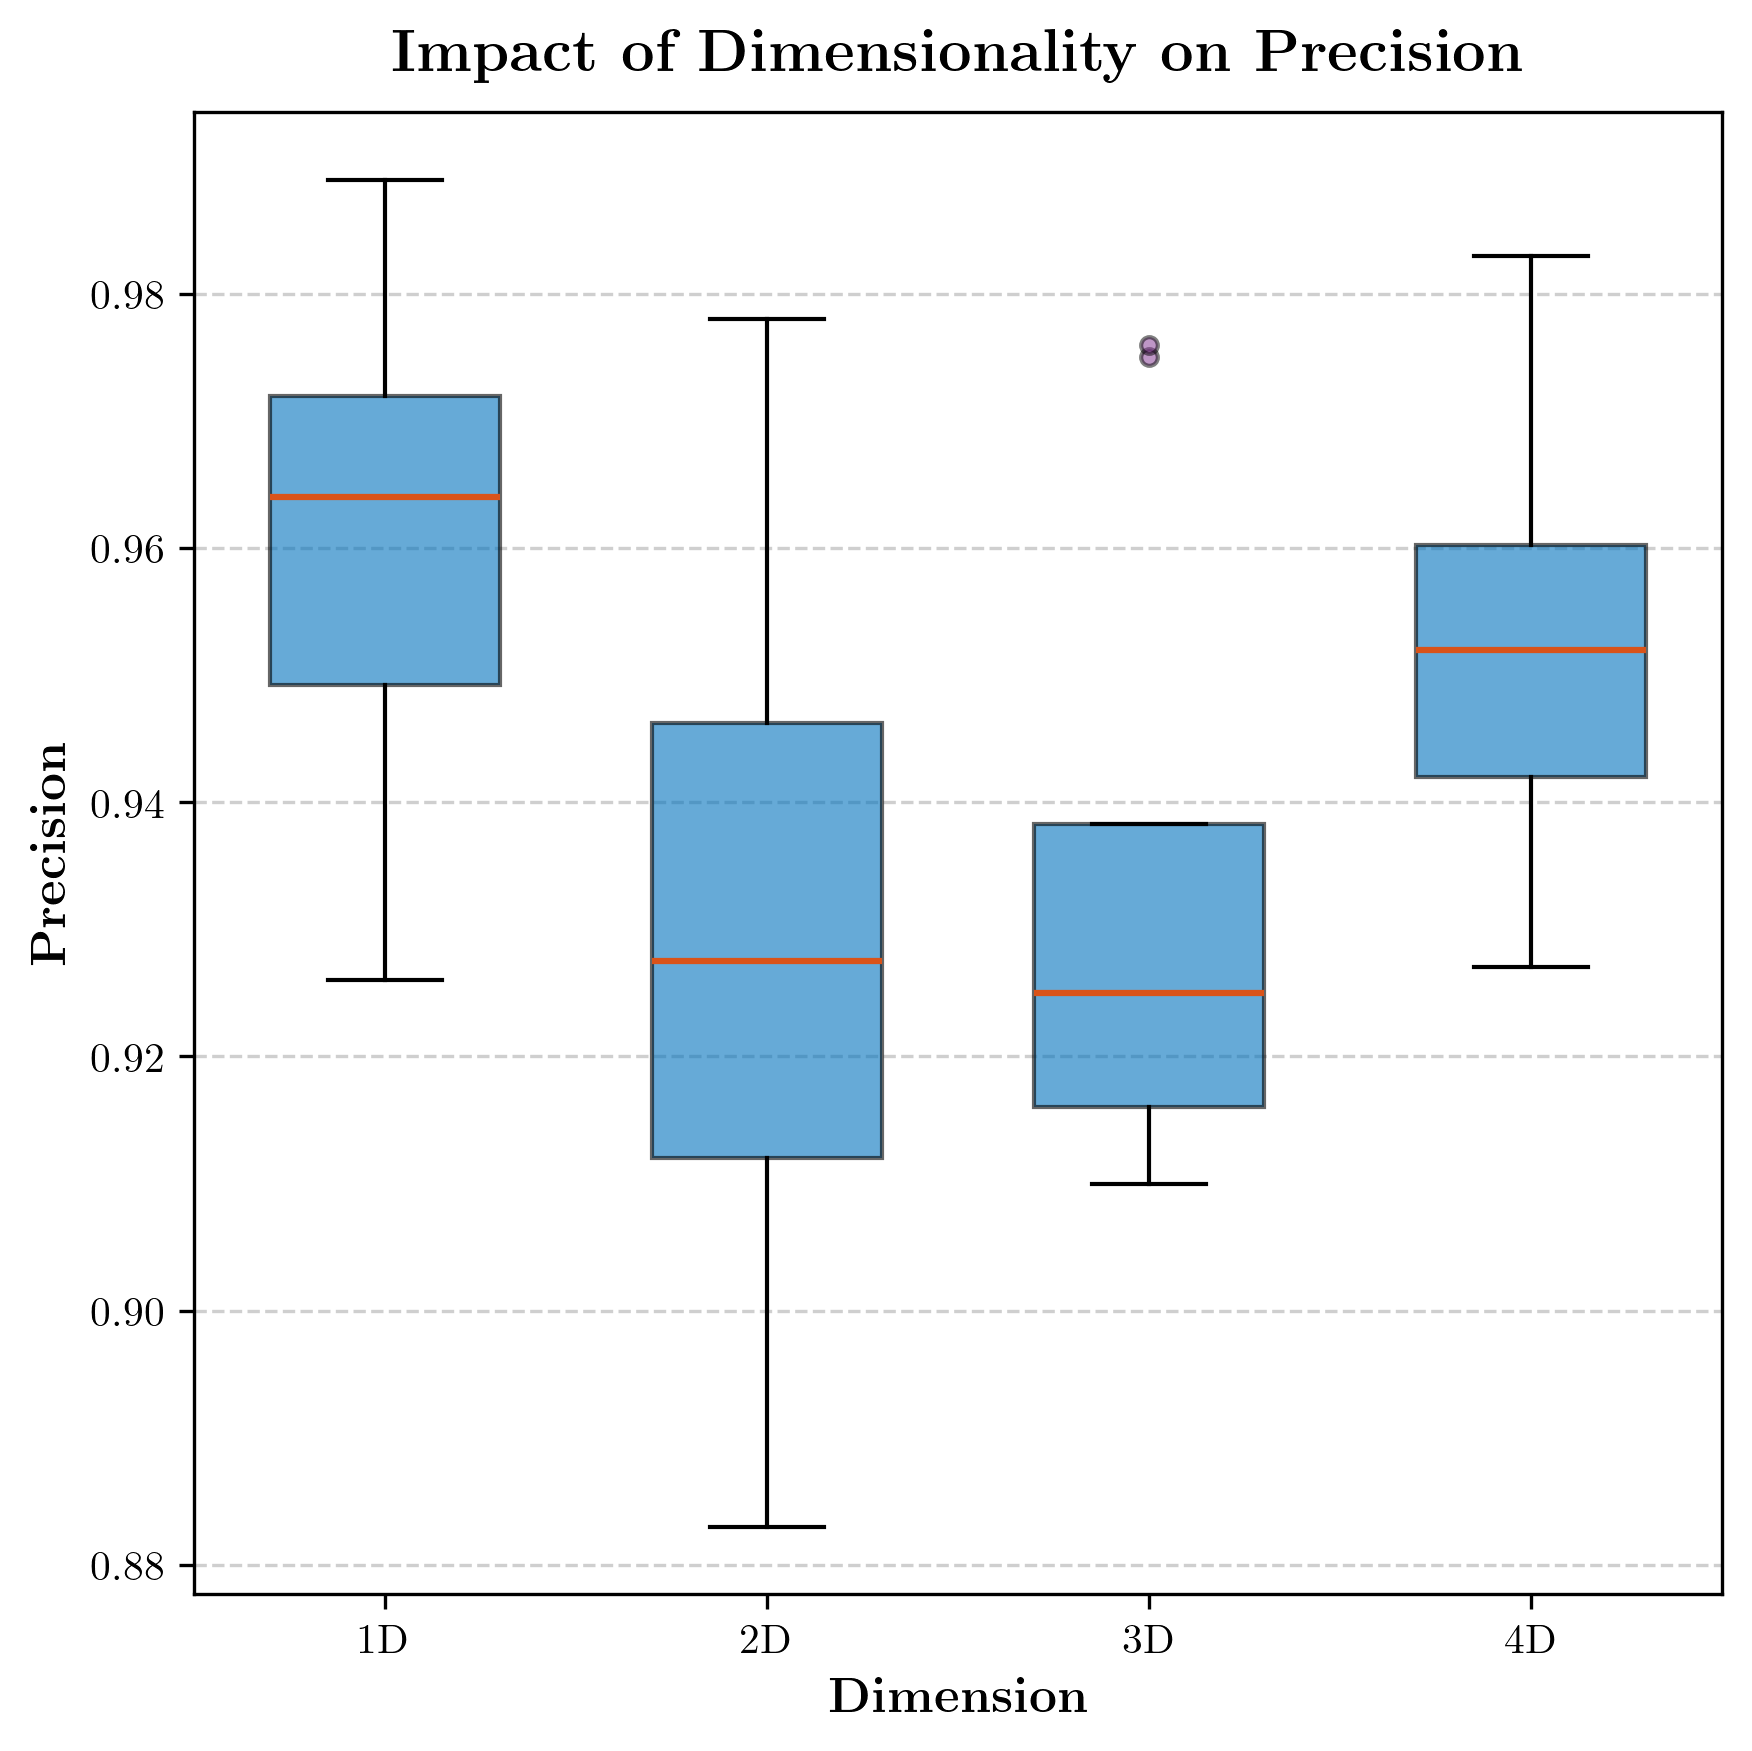 Impact of Dimensionality on Precision
Precision
0.98
0.96
0.94
0.92
0.90
0.88
1D 2D 3D 4D
Dimension